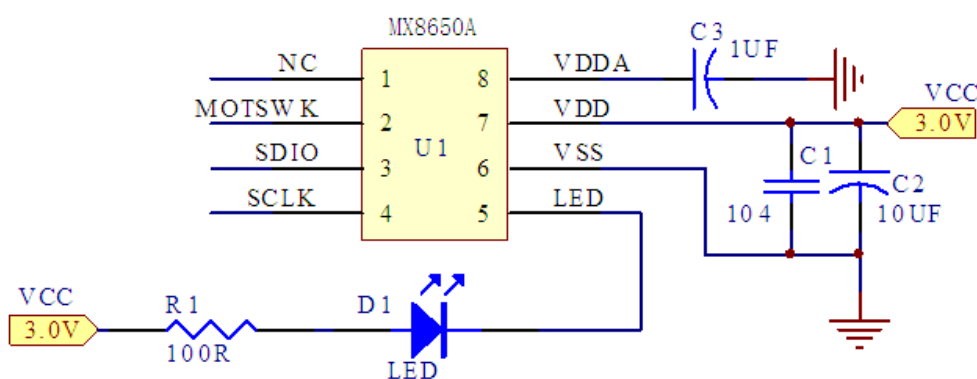 MX8650A
C3
1UF
NC 1 8 VDDA
VCC
MOTSWK 2 7 VDD
3.0V
U1
SDIO 3 6 VSS
C1
C2
SCLK 4 5 LED
104
10UF
VCC
R1
D1
3.0V
100R
LED